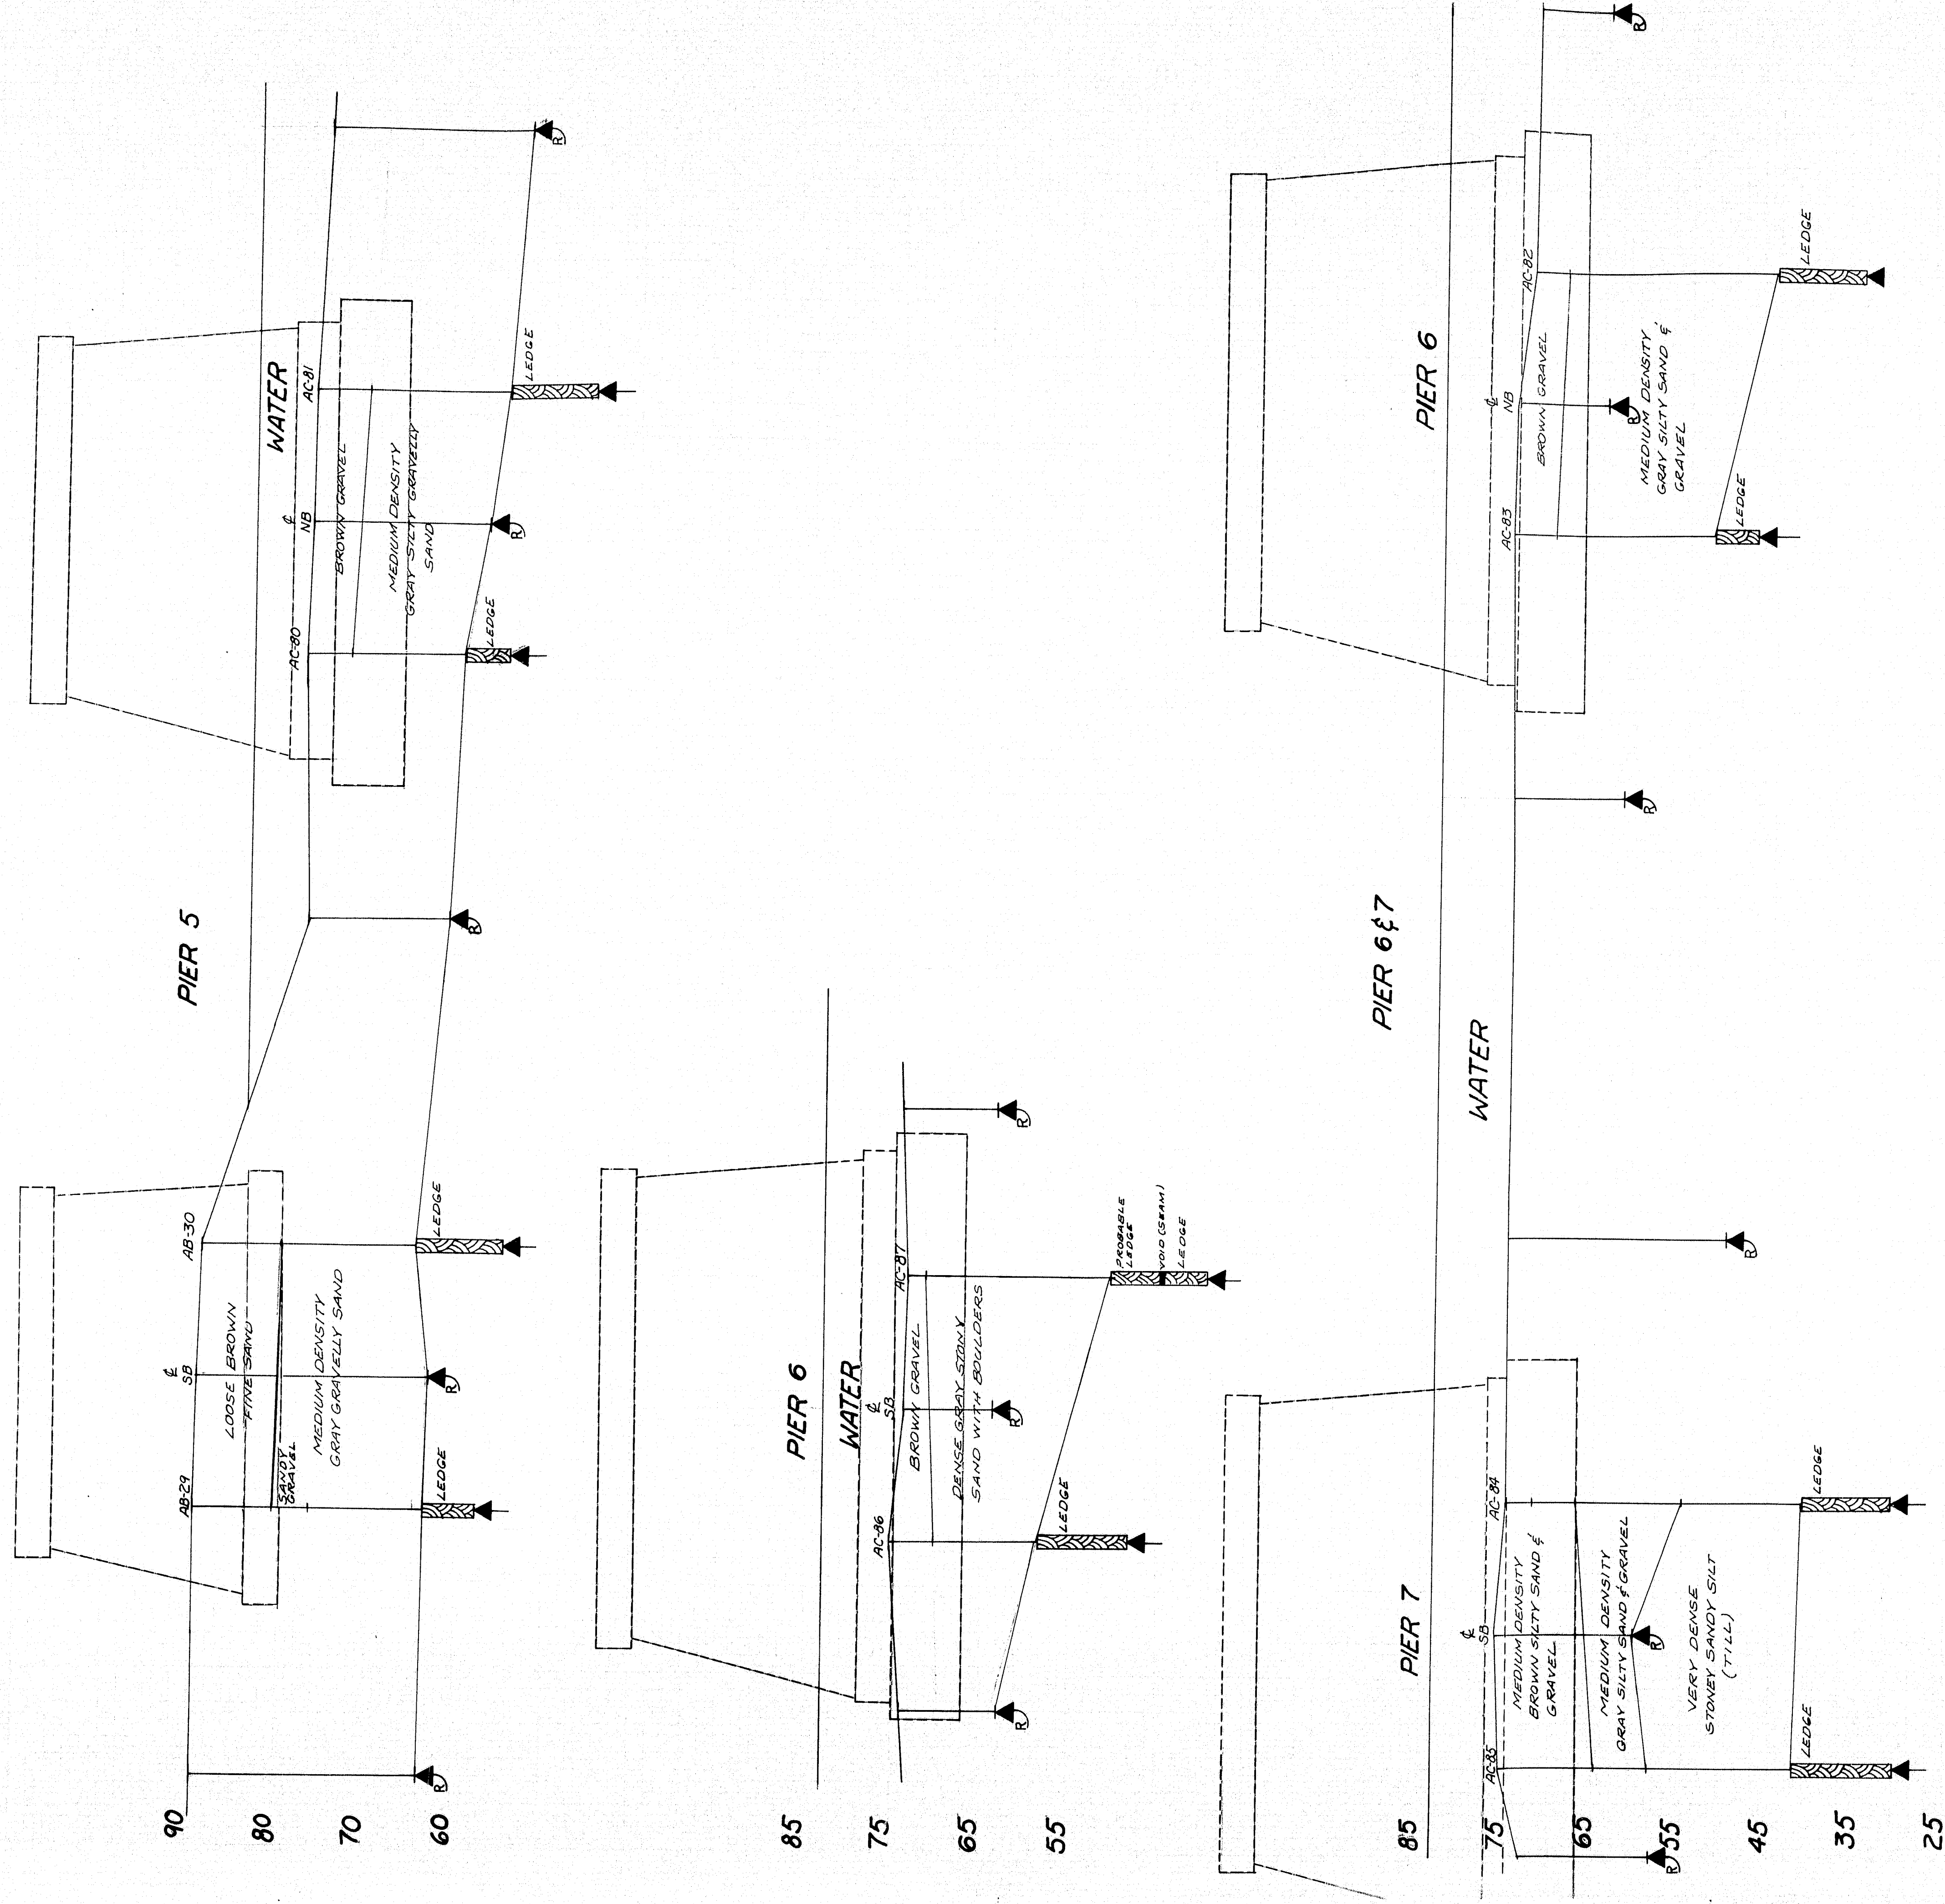 PIER 5
WATER
AB-29
℄
SB
AB-30
AC-80
℄
NB
AC-81
LOOSE BROWN
FINE SAND
SANDY
GRAVEL
MEDIUM DENSITY
GRAY GRAVELLY SAND
BROWN GRAVEL
MEDIUM DENSITY
GRAY SILTY GRAVELLY
SAND
LEDGE
LEDGE
LEDGE
LEDGE
R
R
R
R
R
90
80
70
60
PIER 6
WATER
AC-86
℄
SB
AC-87
BROWN GRAVEL
DENSE GRAY STONY
SAND WITH BOULDERS
LEDGE
PROBABLE
LEDGE
VOID (SEAM)
LEDGE
R
R
R
85
75
65
55
PIER 7
PIER 6 & 7
PIER 6
WATER
AC-85
℄
SB
AC-84
AC-83
℄
NB
AC-82
MEDIUM DENSITY
BROWN SILTY SAND &
GRAVEL
MEDIUM DENSITY
GRAY SILTY SAND & GRAVEL
VERY DENSE
STONEY SANDY SILT
(TILL)
BROWN GRAVEL
MEDIUM DENSITY
GRAY SILTY SAND &
GRAVEL
LEDGE
LEDGE
LEDGE
LEDGE
R
R
R
R
R
R
85
75
65
55
45
35
25